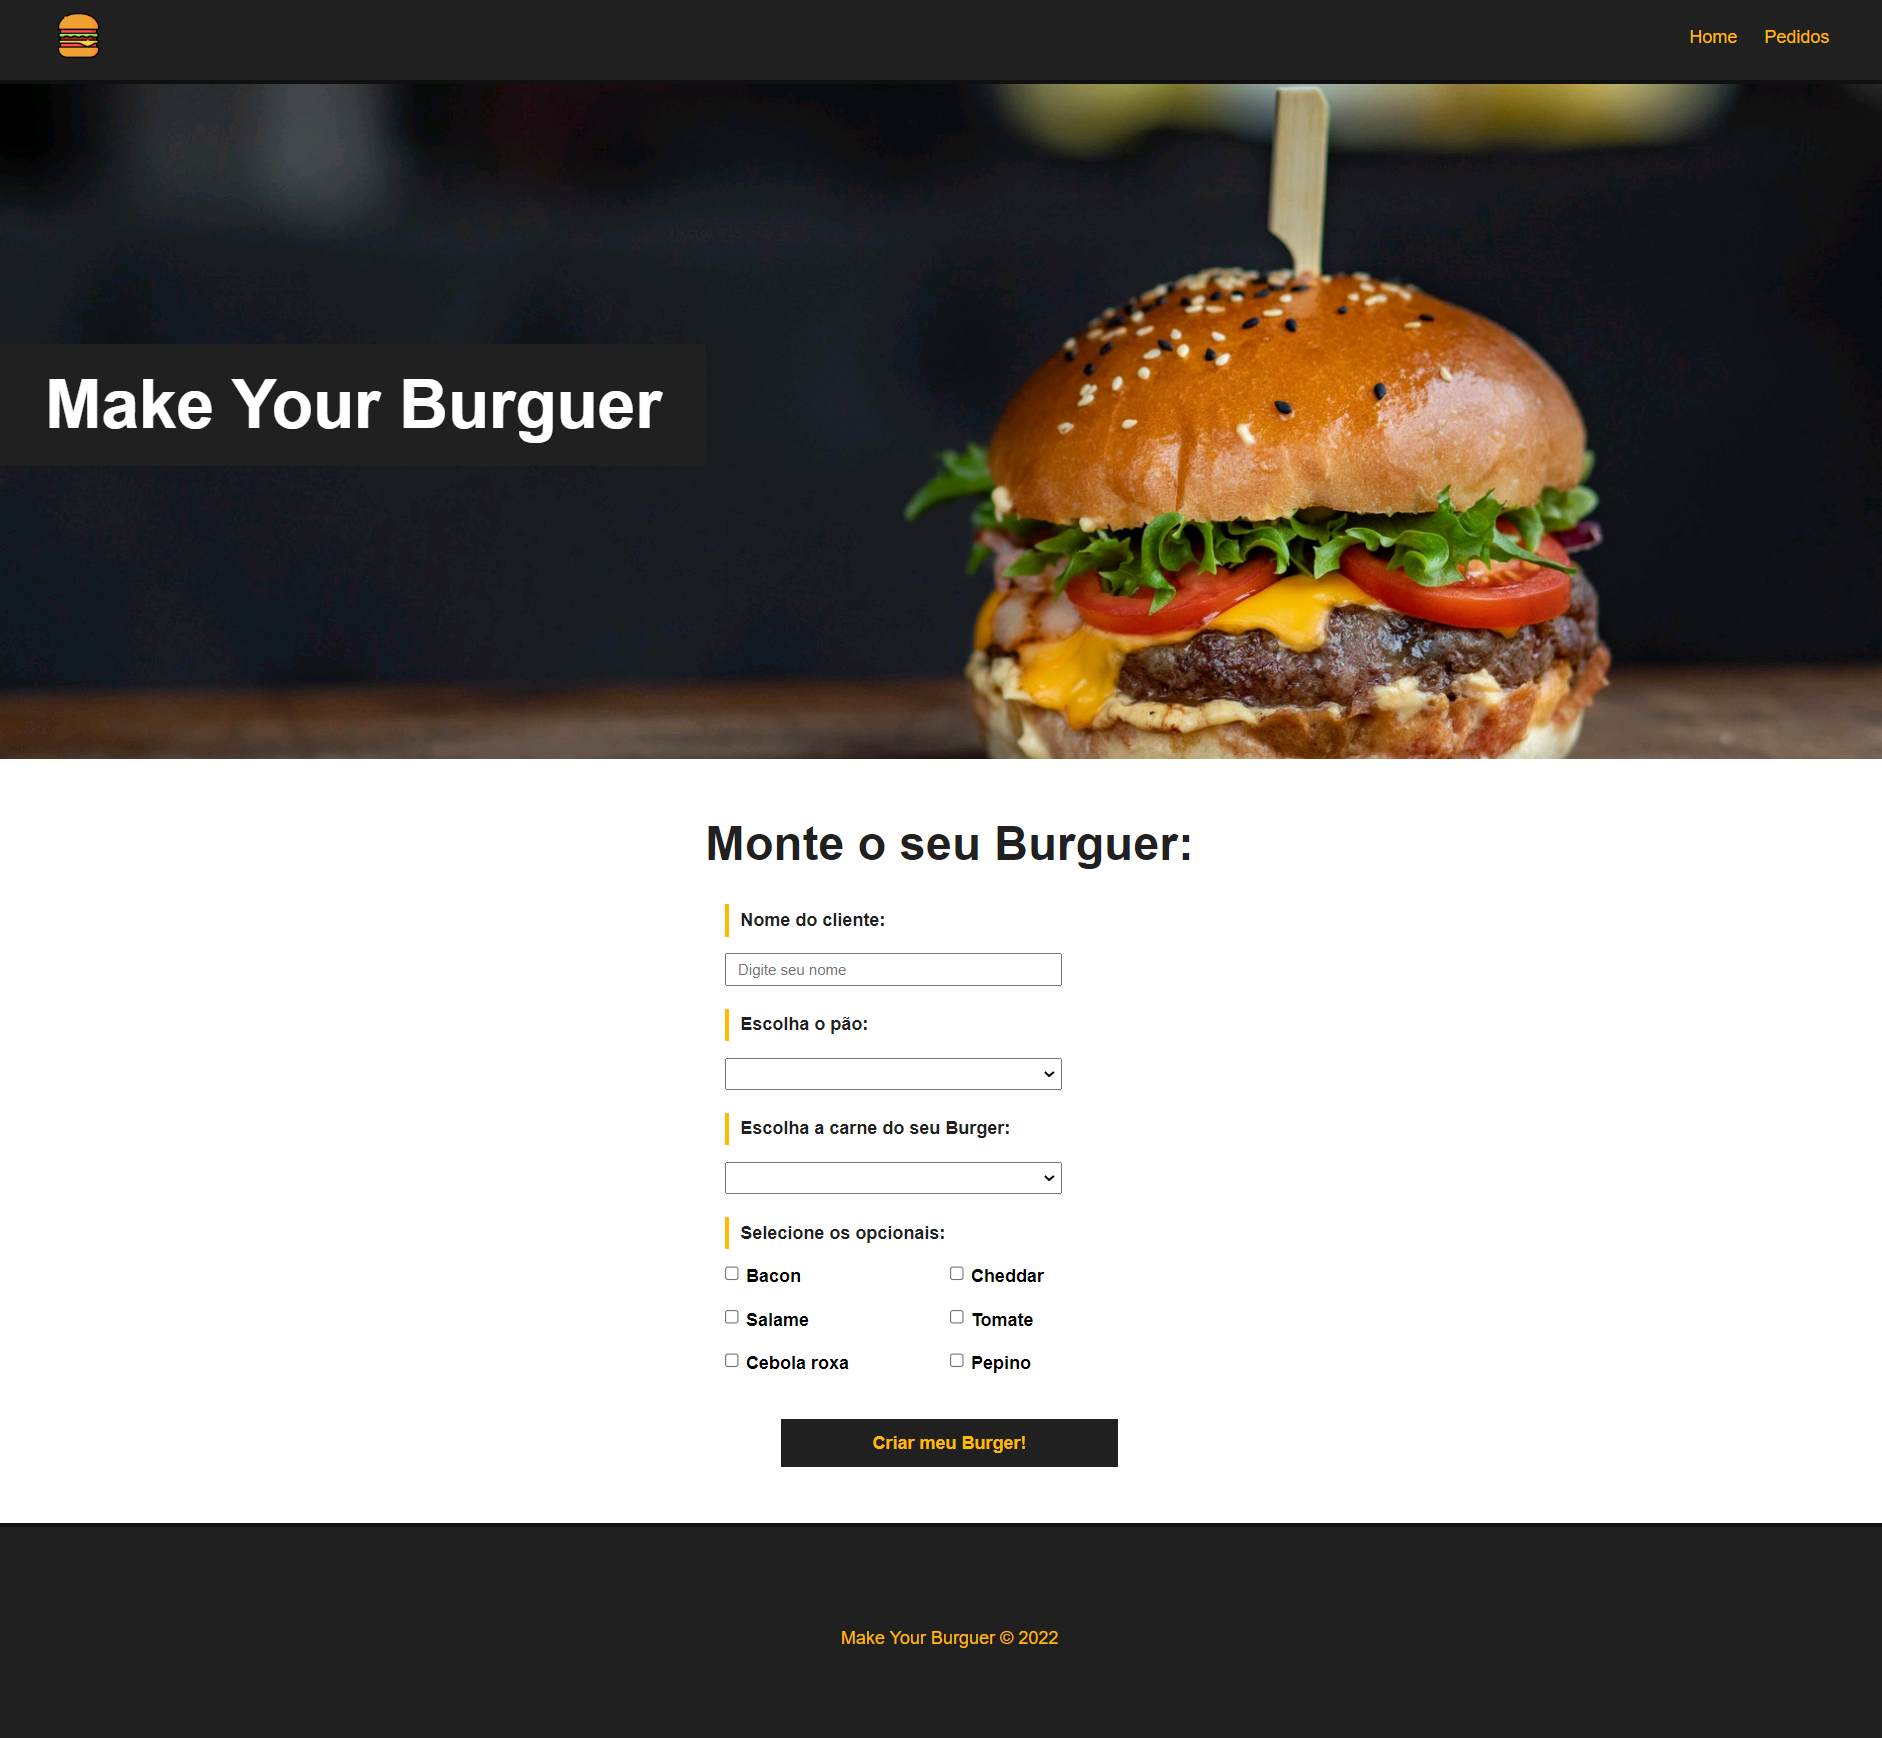 Home Pedidos
Make Your Burguer
Monte o seu Burguer:
Nome do cliente:
Digite seu nome
Escolha o pão:
Escolha a carne do seu Burger:
Selecione os opcionais:
Bacon Cheddar
Salame Tomate
Cebola roxa Pepino
Criar meu Burger!
Make Your Burguer © 2022